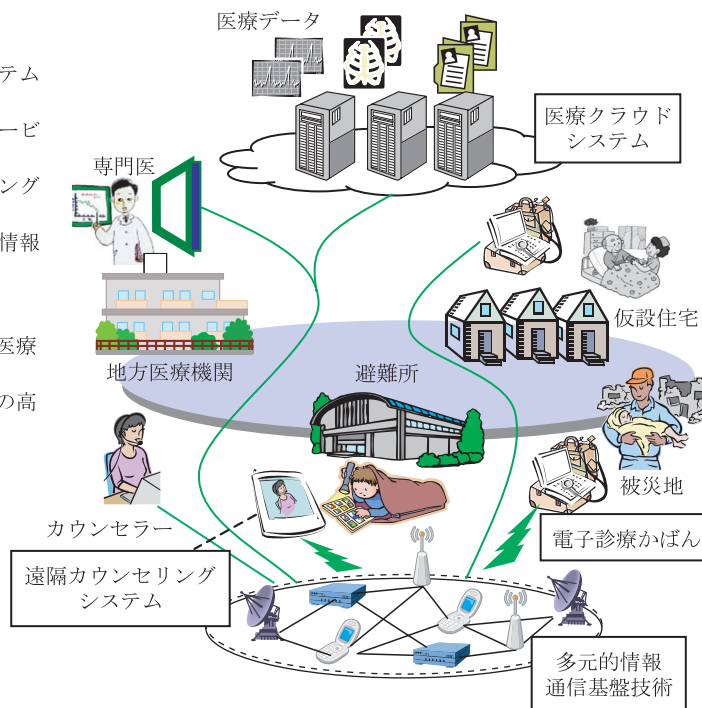 医療データ
テム
ービ
ング
情報
医療
の高
医療クラウド
システム
専門医
仮設住宅
地方医療機関
避難所
被災地
カウンセラー
電子診療かばん
遠隔カウンセリング
システム
多元的情報
通信基盤技術